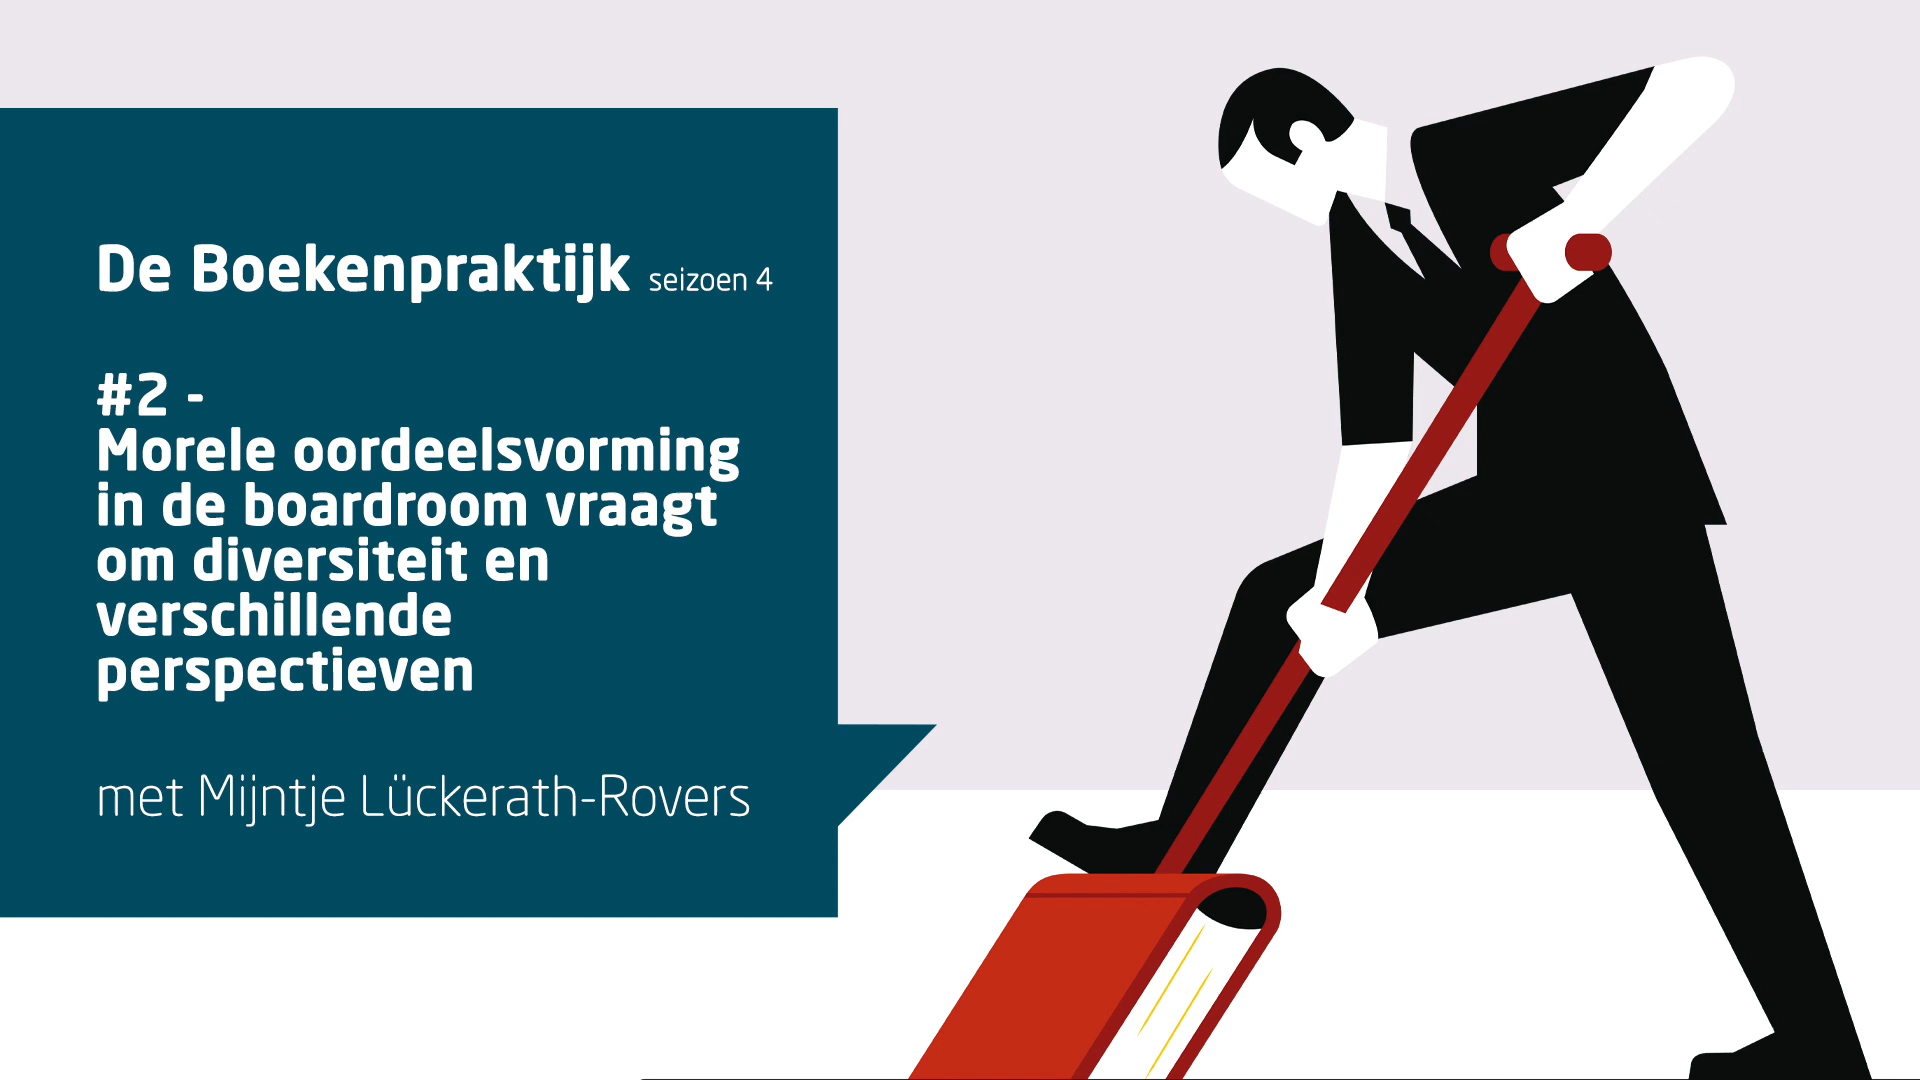 De Boekenpraktijk seizoen 4
#2 -
Morele oordeelsvorming
in de boardroom vraagt
om diversiteit en
verschillende
perspectieven
met Mijntje Lückerath-Rovers